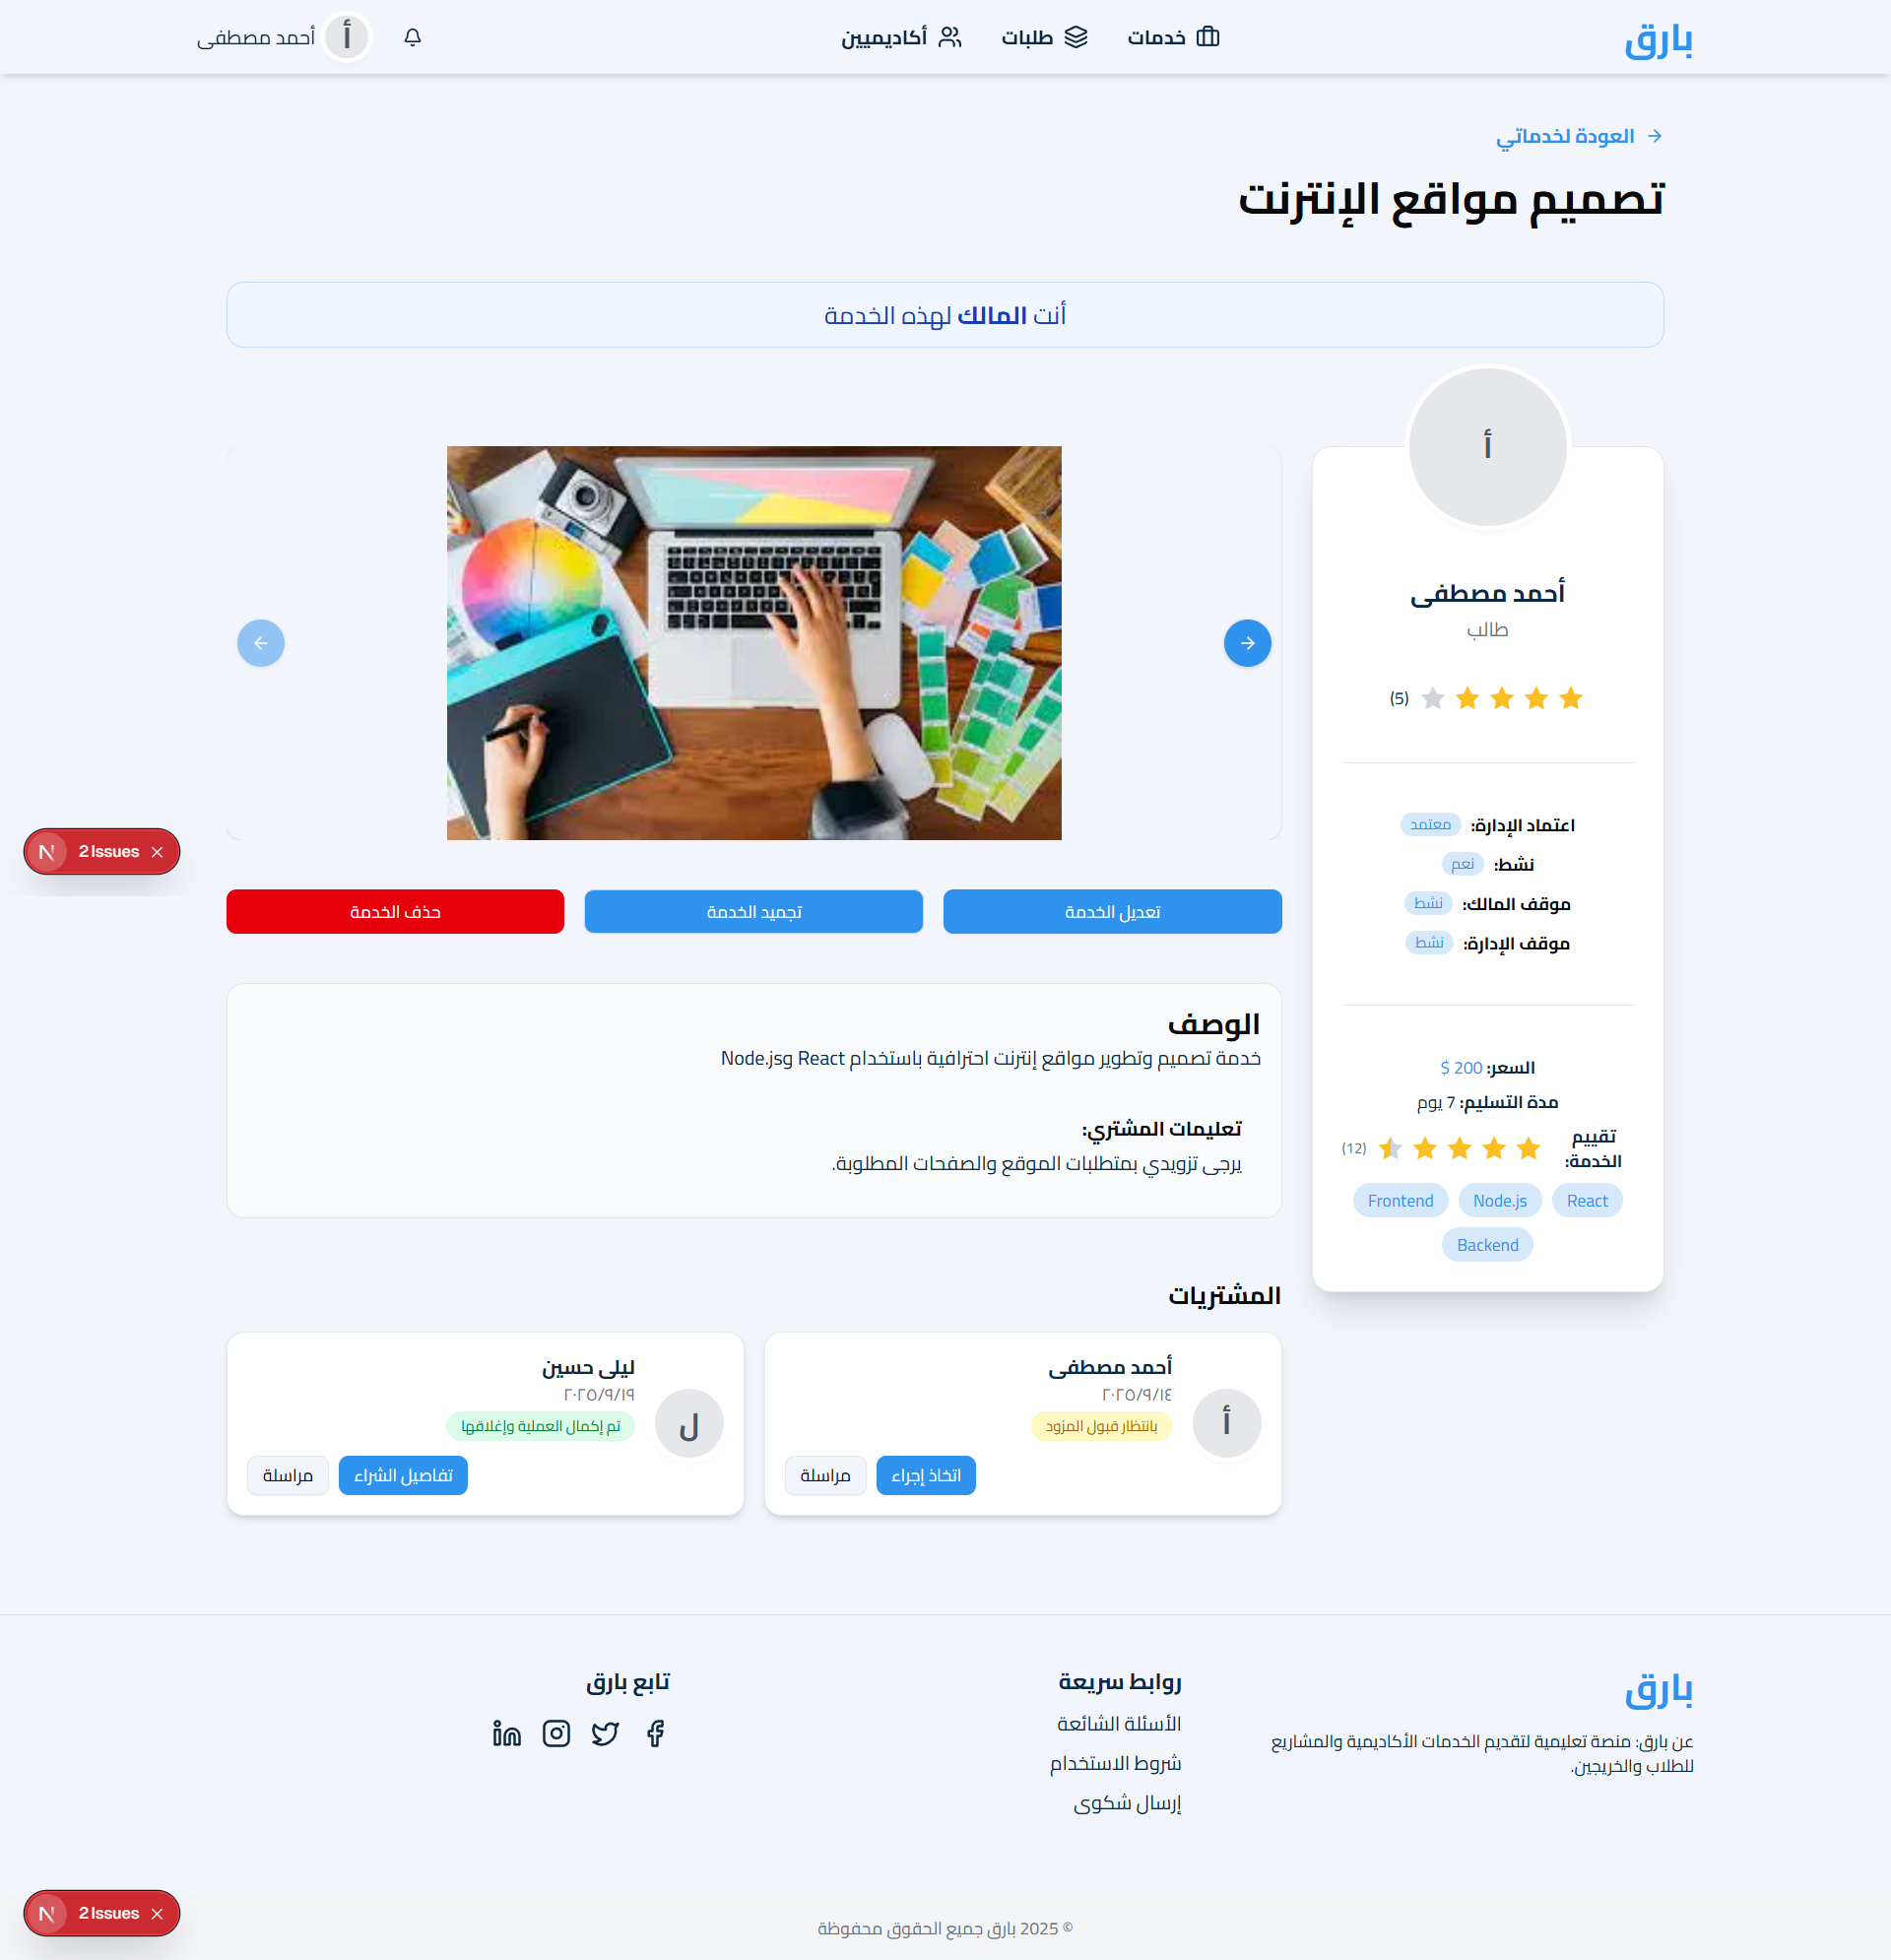 بارق
خدمات
طلبات
أكاديميين
أحمد مصطفى
أ
العودة لخدماتي
تصميم مواقع الإنترنت
أنت المالك لهذه الخدمة
أ
أحمد مصطفى
طالب
(5)
اعتماد الإدارة: معتمد
نشط: نعم
موقف المالك: نشط
موقف الإدارة: نشط
السعر: 200 $
مدة التسليم: 7 يوم
تقييم
الخدمة:
(12)
React Node.js Frontend
Backend
تعديل الخدمة
تجميد الخدمة
حذف الخدمة
الوصف
خدمة تصميم وتطوير مواقع إنترنت احترافية باستخدام React وNode.js
تعليمات المشتري:
يرجى تزويدي بمتطلبات الموقع والصفحات المطلوبة.
المشتريات
أ
أحمد مصطفى
٢٠٢٥/٩/١٤
بانتظار قبول المزود
اتخاذ إجراء
مراسلة
ل
ليلى حسين
٢٠٢٥/٩/١٩
تم إكمال العملية وإغلاقها
تفاصيل الشراء
مراسلة
2 Issues
بارق
عن بارق: منصة تعليمية لتقديم الخدمات الأكاديمية والمشاريع
للطلاب والخريجين.
روابط سريعة
الأسئلة الشائعة
شروط الاستخدام
إرسال شكوى
تابع بارق
2 Issues
© 2025 بارق جميع الحقوق محفوظة